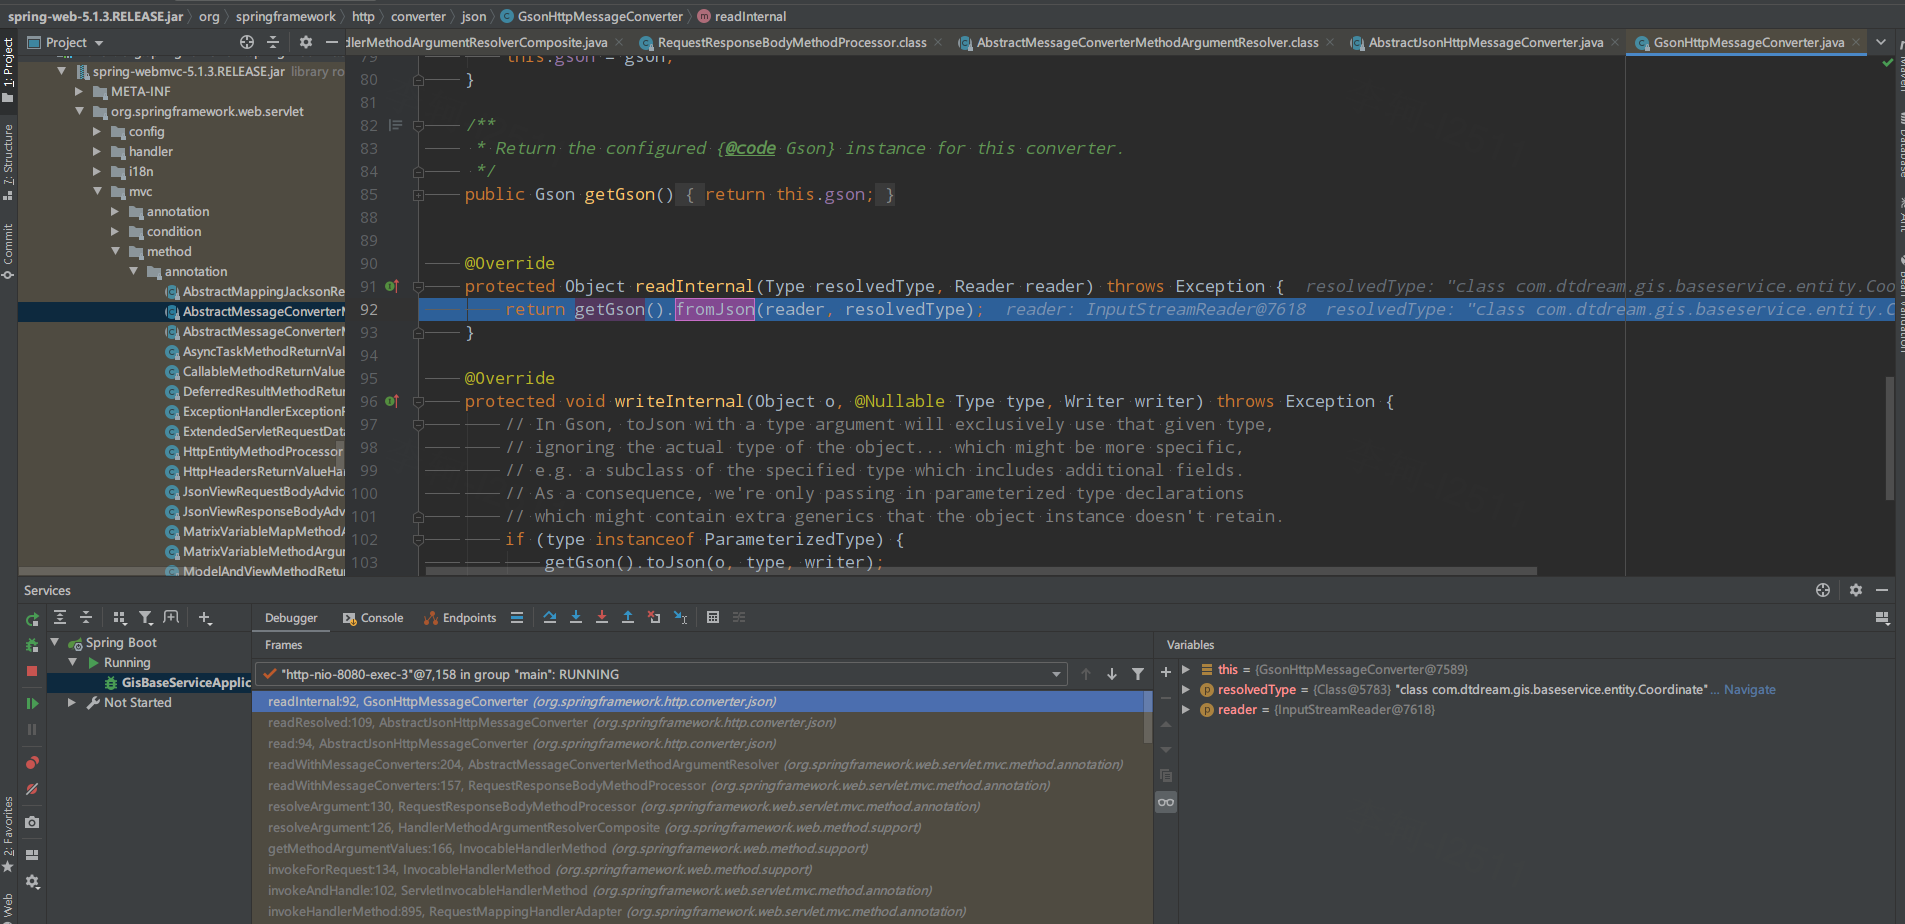 spring-web-5.1.3.RELEASE.jar org springframework http converter json GsonHttpMessageConverter readInternal
Project
dlerMethodArgumentResolverComposite.java RequestResponseBodyMethodProcessor.class AbstractMessageConverterMethodArgumentResolver.class AbstractJsonHttpMessageConverter.java GsonHttpMessageConverter.java
1: Project
7: Structure
Commit
2: Favorites
Web
spring-webmvc-5.1.3.RELEASE.jar library ro
META-INF
org.springframework.web.servlet
config
handler
i18n
mvc
annotation
condition
method
annotation
AbstractMappingJacksonRe
AbstractMessageConverterM
AbstractMessageConverterM
AsyncTaskMethodReturnVal
CallableMethodReturnValue
DeferredResultMethodRetur
ExceptionHandlerExceptionR
ExtendedServletRequestData
HttpEntityMethodProcessor
HttpHeadersReturnValueHa
JsonViewRequestBodyAdvic
JsonViewResponseBodyAdv
MatrixVariableMapMethodA
MatrixVariableMethodArgur
ModelAndViewMethodRetu
79 this.gson = gson;
80 }
81
82 /**
83 * Return the configured {@code Gson} instance for this converter.
84 */
85 public Gson getGson() { return this.gson; }
88
89
90 @Override
91 protected Object readInternal(Type resolvedType, Reader reader) throws Exception { resolvedType: "class com.dtdream.gis.baseservice.entity.Coo
92 return getGson().fromJson(reader, resolvedType); reader: InputStreamReader@7618 resolvedType: "class com.dtdream.gis.baseservice.entity.C
93 }
94
95 @Override
96 protected void writeInternal(Object o, @Nullable Type type, Writer writer) throws Exception {
97 // In Gson, toJson with a type argument will exclusively use that given type,
98 // ignoring the actual type of the object... which might be more specific,
99 // e.g. a subclass of the specified type which includes additional fields.
100 // As a consequence, we're only passing in parameterized type declarations
101 // which might contain extra generics that the object instance doesn't retain.
102 if (type instanceof ParameterizedType) {
103 getGson().toJson(o, type, writer);
Maven
Database
Ant
Bean Validation
Services
Debugger Console Endpoints
Spring Boot
Running
GisBaseServiceApplic
Not Started
Frames
"http-nio-8080-exec-3"@7,158 in group "main": RUNNING
readInternal:92, GsonHttpMessageConverter (org.springframework.http.converter.json)
readResolved:109, AbstractJsonHttpMessageConverter (org.springframework.http.converter.json)
read:94, AbstractJsonHttpMessageConverter (org.springframework.http.converter.json)
readWithMessageConverters:204, AbstractMessageConverterMethodArgumentResolver (org.springframework.web.servlet.mvc.method.annotation)
readWithMessageConverters:157, RequestResponseBodyMethodProcessor (org.springframework.web.servlet.mvc.method.annotation)
resolveArgument:130, RequestResponseBodyMethodProcessor (org.springframework.web.servlet.mvc.method.annotation)
resolveArgument:126, HandlerMethodArgumentResolverComposite (org.springframework.web.method.support)
getMethodArgumentValues:166, InvocableHandlerMethod (org.springframework.web.method.support)
invokeForRequest:134, InvocableHandlerMethod (org.springframework.web.method.support)
invokeAndHandle:102, ServletInvocableHandlerMethod (org.springframework.web.servlet.mvc.method.annotation)
invokeHandlerMethod:895, RequestMappingHandlerAdapter (org.springframework.web.servlet.mvc.method.annotation)
Variables
this = {GsonHttpMessageConverter@7589}
resolvedType = {Class@5783} "class com.dtdream.gis.baseservice.entity.Coordinate"... Navigate
reader = {InputStreamReader@7618}